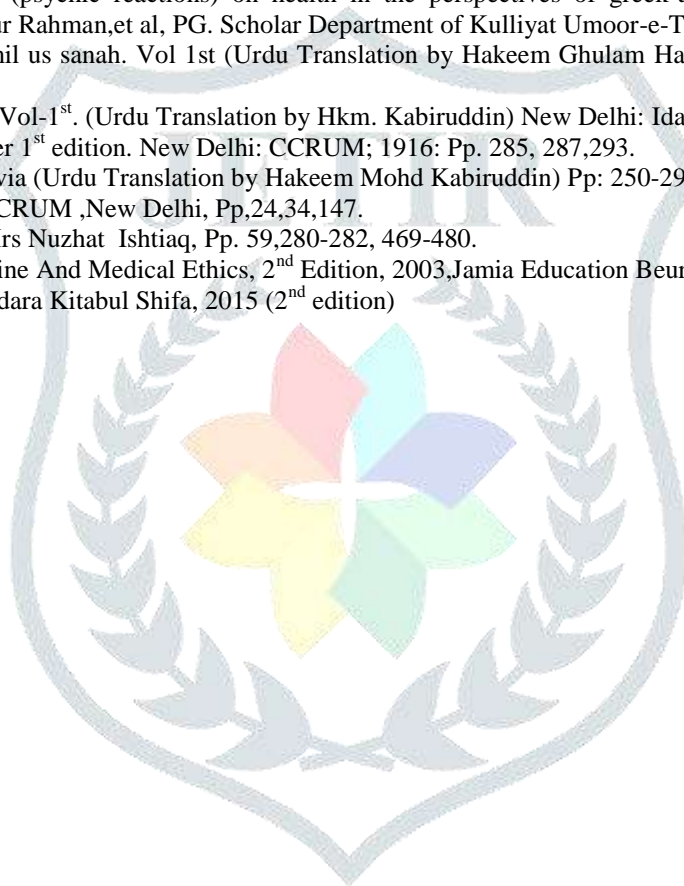 (psychic reactions) on health in the perspectives of greek
ur Rahman,et al, PG. Scholar Department of Kulliyat Umoor-e-T
il us sanah. Vol 1st (Urdu Translation by Hakeem Ghulam Ha
Vol-1st. (Urdu Translation by Hkm. Kabiruddin) New Delhi: Ida
er 1st edition. New Delhi: CCRUM; 1916: Pp. 285, 287,293.
via (Urdu Translation by Hakeem Mohd Kabiruddin) Pp: 250-29
CRUM ,New Delhi, Pp,24,34,147.
rs Nuzhat Ishtiaq, Pp. 59,280-282, 469-480.
ine And Medical Ethics, 2nd Edition, 2003,Jamia Education Beur
dara Kitabul Shifa, 2015 (2nd edition)
JETIR